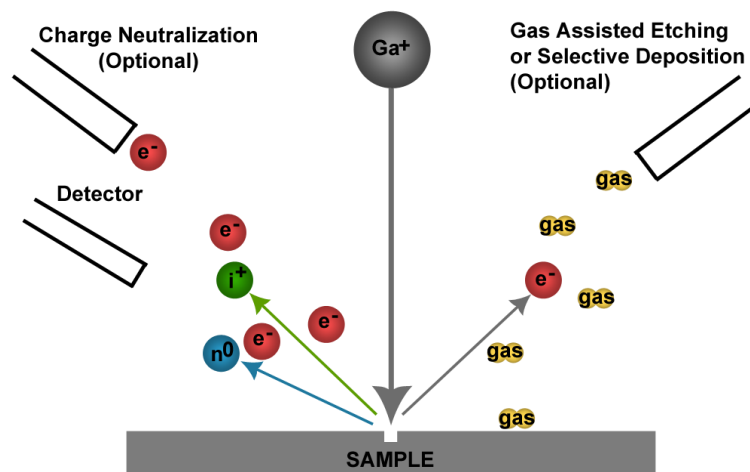 Charge Neutralization
(Optional)
Ga+
Gas Assisted Etching
or Selective Deposition
(Optional)
e-
Detector
gas
e-
gas
i+
e-
gas
e-
e-
n0
gas
gas
SAMPLE